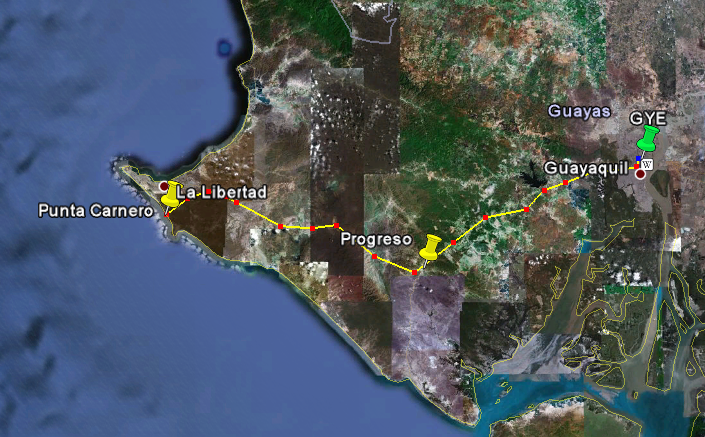 Guayas
GYE
Guayaquil
W
La Libertad
Punta Carnero
Progreso